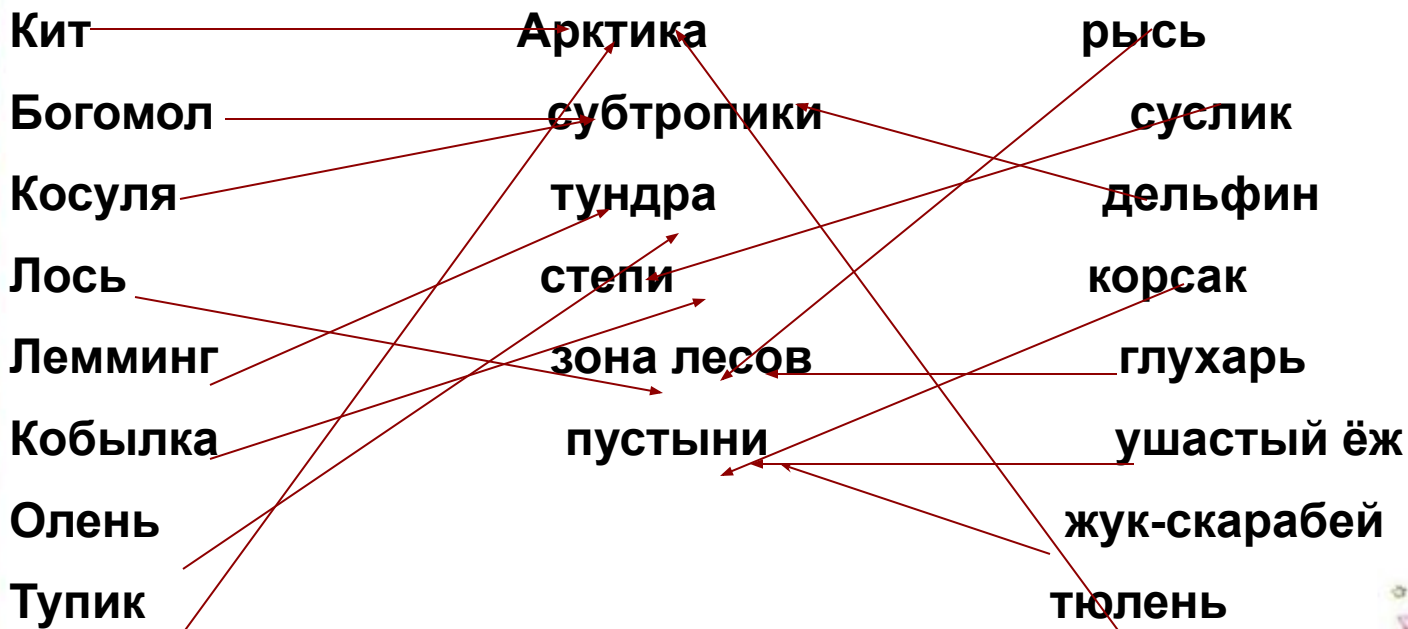 Кит Арктика рысь
Богомол субтропики суслик
Косуля тундра дельфин
Лось степи корсак
Лемминг зона лесов глухарь
Кобылка пустыни ушастый ёж
Олень жук-скарабей
Тупик тюлень